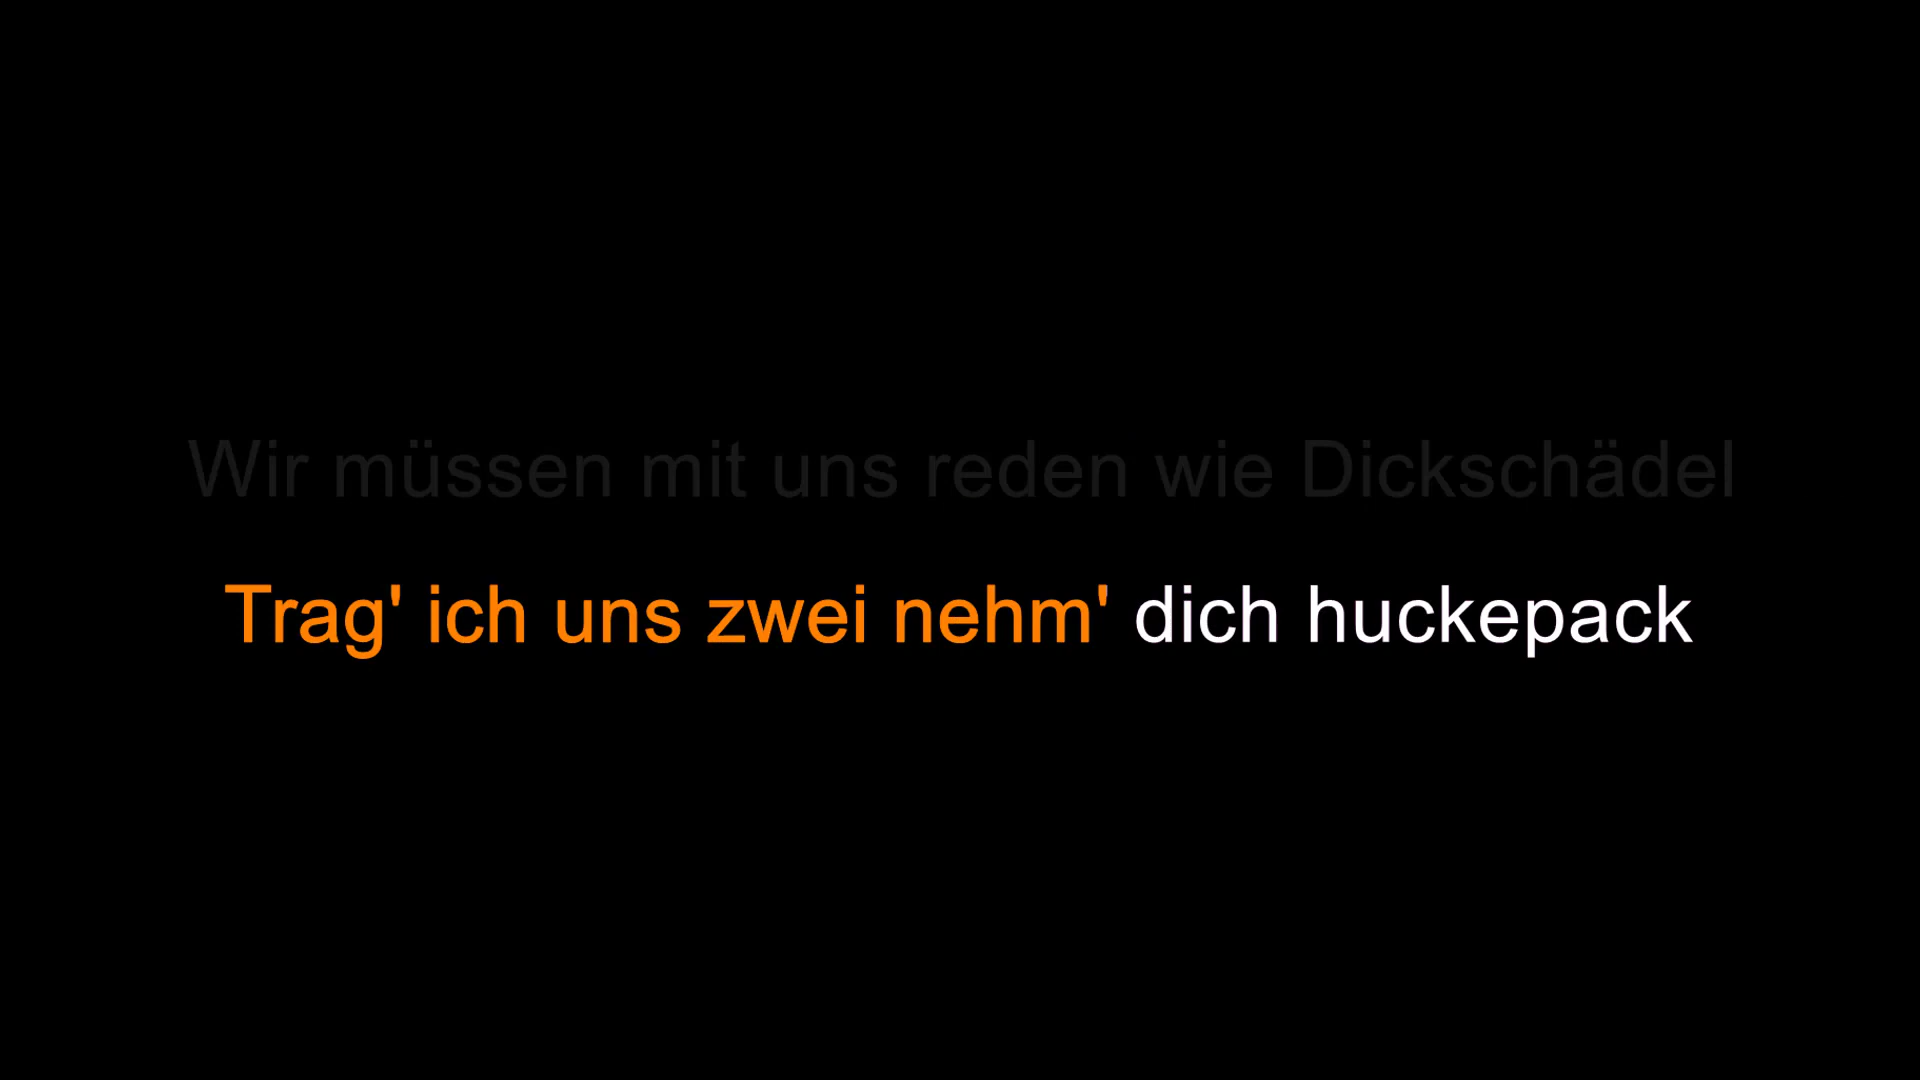 Wir müssen mit uns reden wie Dickschädel
Trag' ich uns zwei nehm' dich huckepack